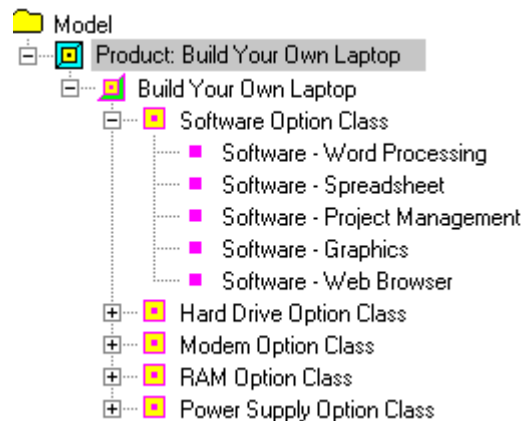 Model
Product: Build Your Own Laptop
Build Your Own Laptop
Software Option Class
Software - Word Processing
Software - Spreadsheet
Software - Project Management
Software - Graphics
Software - Web Browser
Hard Drive Option Class
Modem Option Class
RAM Option Class
Power Supply Option Class